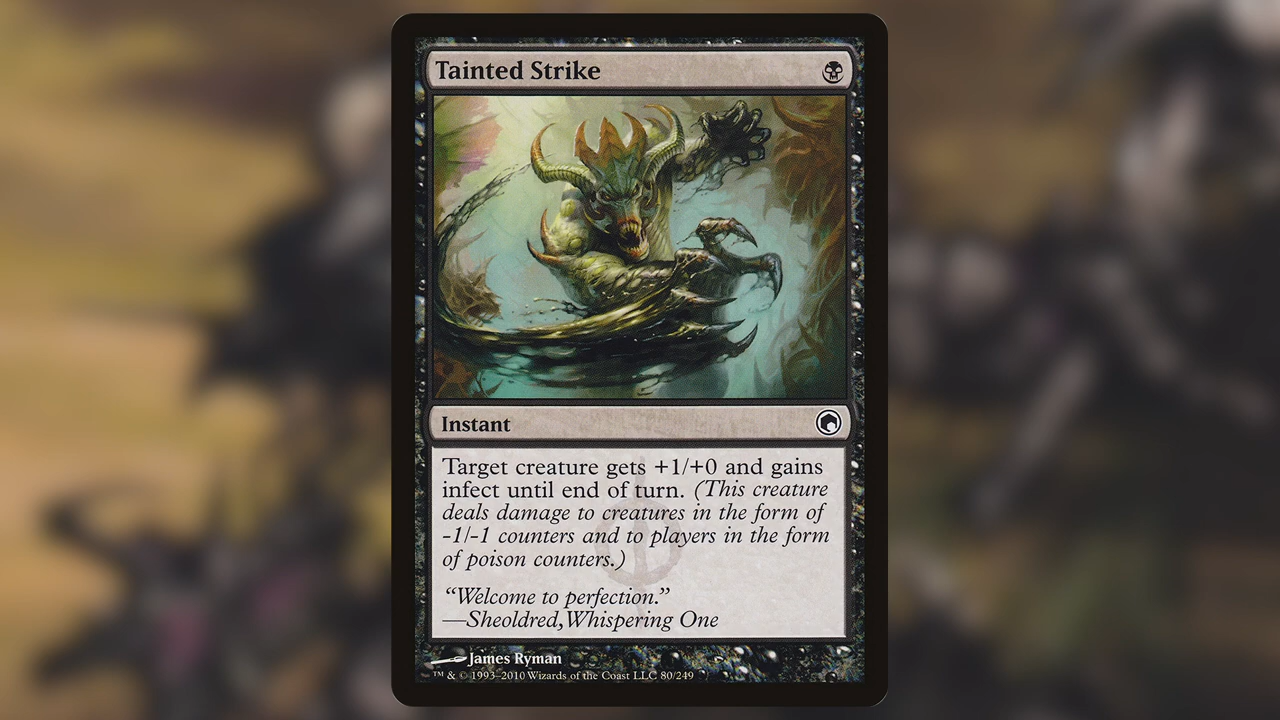 Tainted Strike
Instant
Target creature gets +1/+0 and gains
infect until end of turn. (This creature
deals damage to creatures in the form of
-1/-1 counters and to players in the form
of poison counters.)
“Welcome to perfection.”
—Sheoldred, Whispering One
James Ryman
™ & © 1993–2010 Wizards of the Coast LLC 80/249